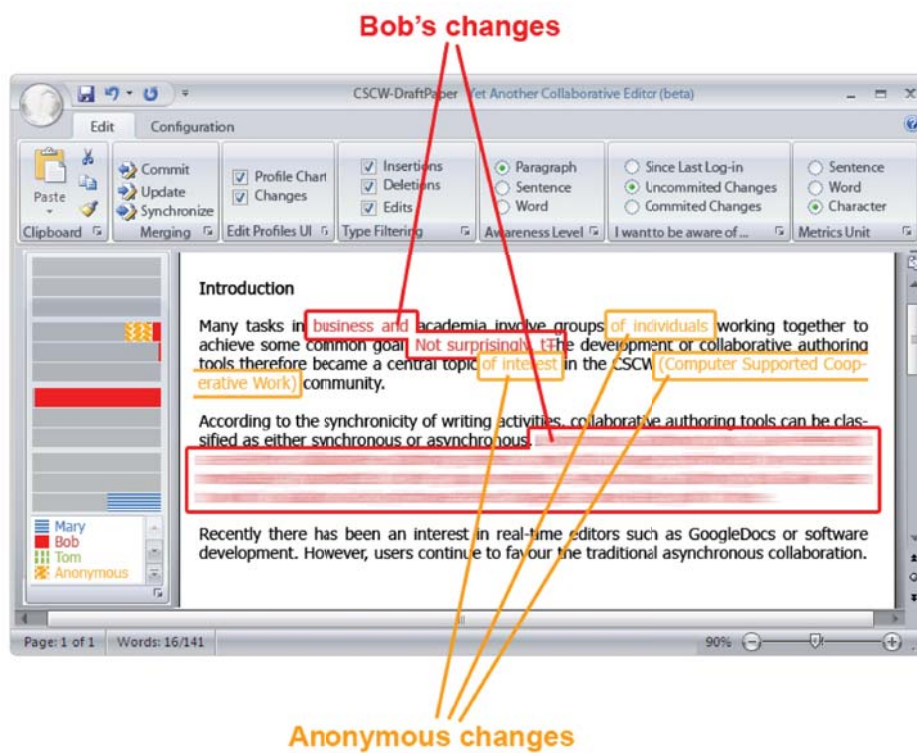 Bob's changes
CSCW-DraftPaper Yet Another Collaborative Editor (beta)
Edit Configuration
Paste
Clipboard
Commit
Update
Synchronize
Merging
Profile Chart
Changes
Edit Profiles UI
Insertions
Deletions
Edits
Type Filtering
Paragraph
Sentence
Word
Awareness Level
Since Last Log-in
Uncommited Changes
Commited Changes
I want to be aware of ...
Sentence
Word
Character
Metrics Unit
Introduction
Many tasks in business and academia involve groups of individuals working together to
achieve some common goal. Not surprisingly, tThe development or collaborative authoring
tools therefore became a central topic of interest in the CSCW (Computer Supported Coop-
erative Work) community.
According to the synchronicity of writing activities, collaborative authoring tools can be clas-
sified as either synchronous or asynchronous.
Recently there has been an interest in real-time editors such as GoogleDocs or software
development. However, users continue to favour the traditional asynchronous collaboration.
Mary
Bob
Tom
Anonymous
Page: 1 of 1 Words: 16/141 90%
Anonymous changes